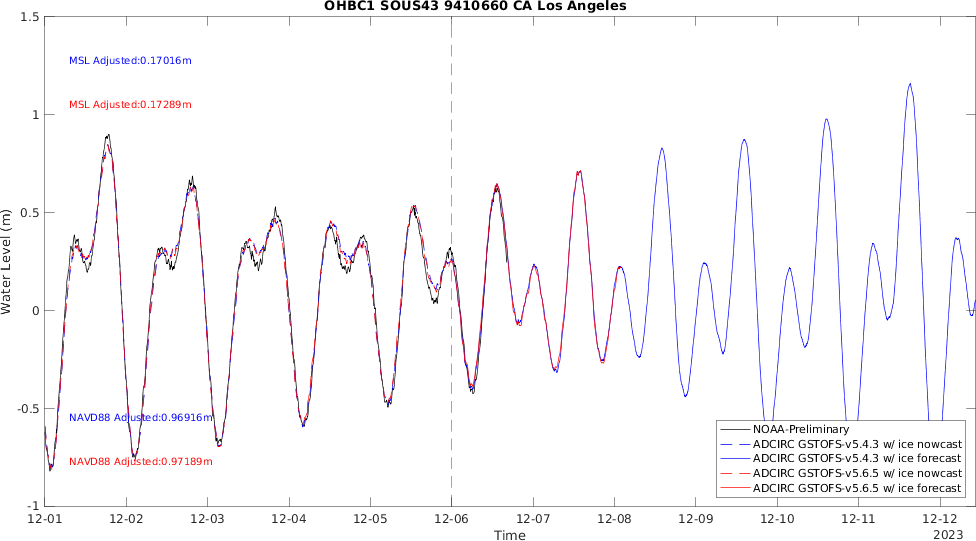 OHBC1 SOUS43 9410660 CA Los Angeles
1.5
MSL Adjusted:0.17016m
MSL Adjusted:0.17289m
1
0.5
Water Level (m)
0
-0.5
NAVD88 Adjusted:0.96916m
NAVD88 Adjusted:0.97189m
NOAA-Preliminary
ADCIRC GSTOFS-v5.4.3 w/ ice nowcast
ADCIRC GSTOFS-v5.4.3 w/ ice forecast
ADCIRC GSTOFS-v5.6.5 w/ ice nowcast
ADCIRC GSTOFS-v5.6.5 w/ ice forecast
-1
12-01 12-02 12-03 12-04 12-05 12-06 12-07 12-08 12-09 12-10 12-11 12-12
Time
2023